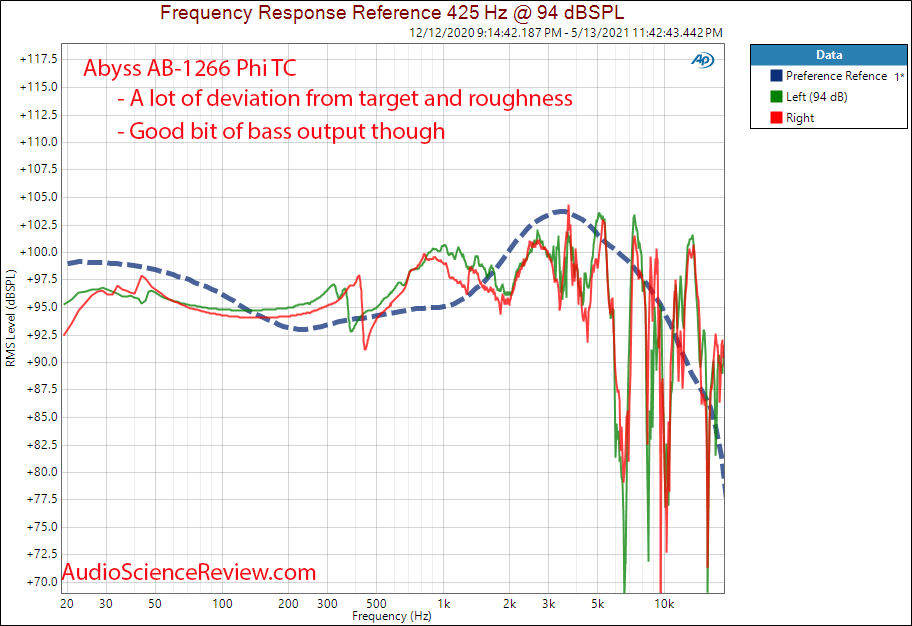 Frequency Response Reference 425 Hz @ 94 dBSPL
12/12/2020 9:14:42.187 PM - 5/13/2021 11:42:43.442 PM
Abyss AB-1266 Phi TC
- A lot of deviation from target and roughness
- Good bit of bass output though
AP
Data
Preference Refence 1*
Left (94 dB)
Right
RMS Level (dBSPL)
+117.5
+115.0
+112.5
+110.0
+107.5
+105.0
+102.5
+100.0
+97.5
+95.0
+92.5
+90.0
+87.5
+85.0
+82.5
+80.0
+77.5
+75.0
+72.5
+70.0
AudioScienceReview.com
20 30 50 100 200 300 500 1k 2k 3k 5k 10k
Frequency (Hz)